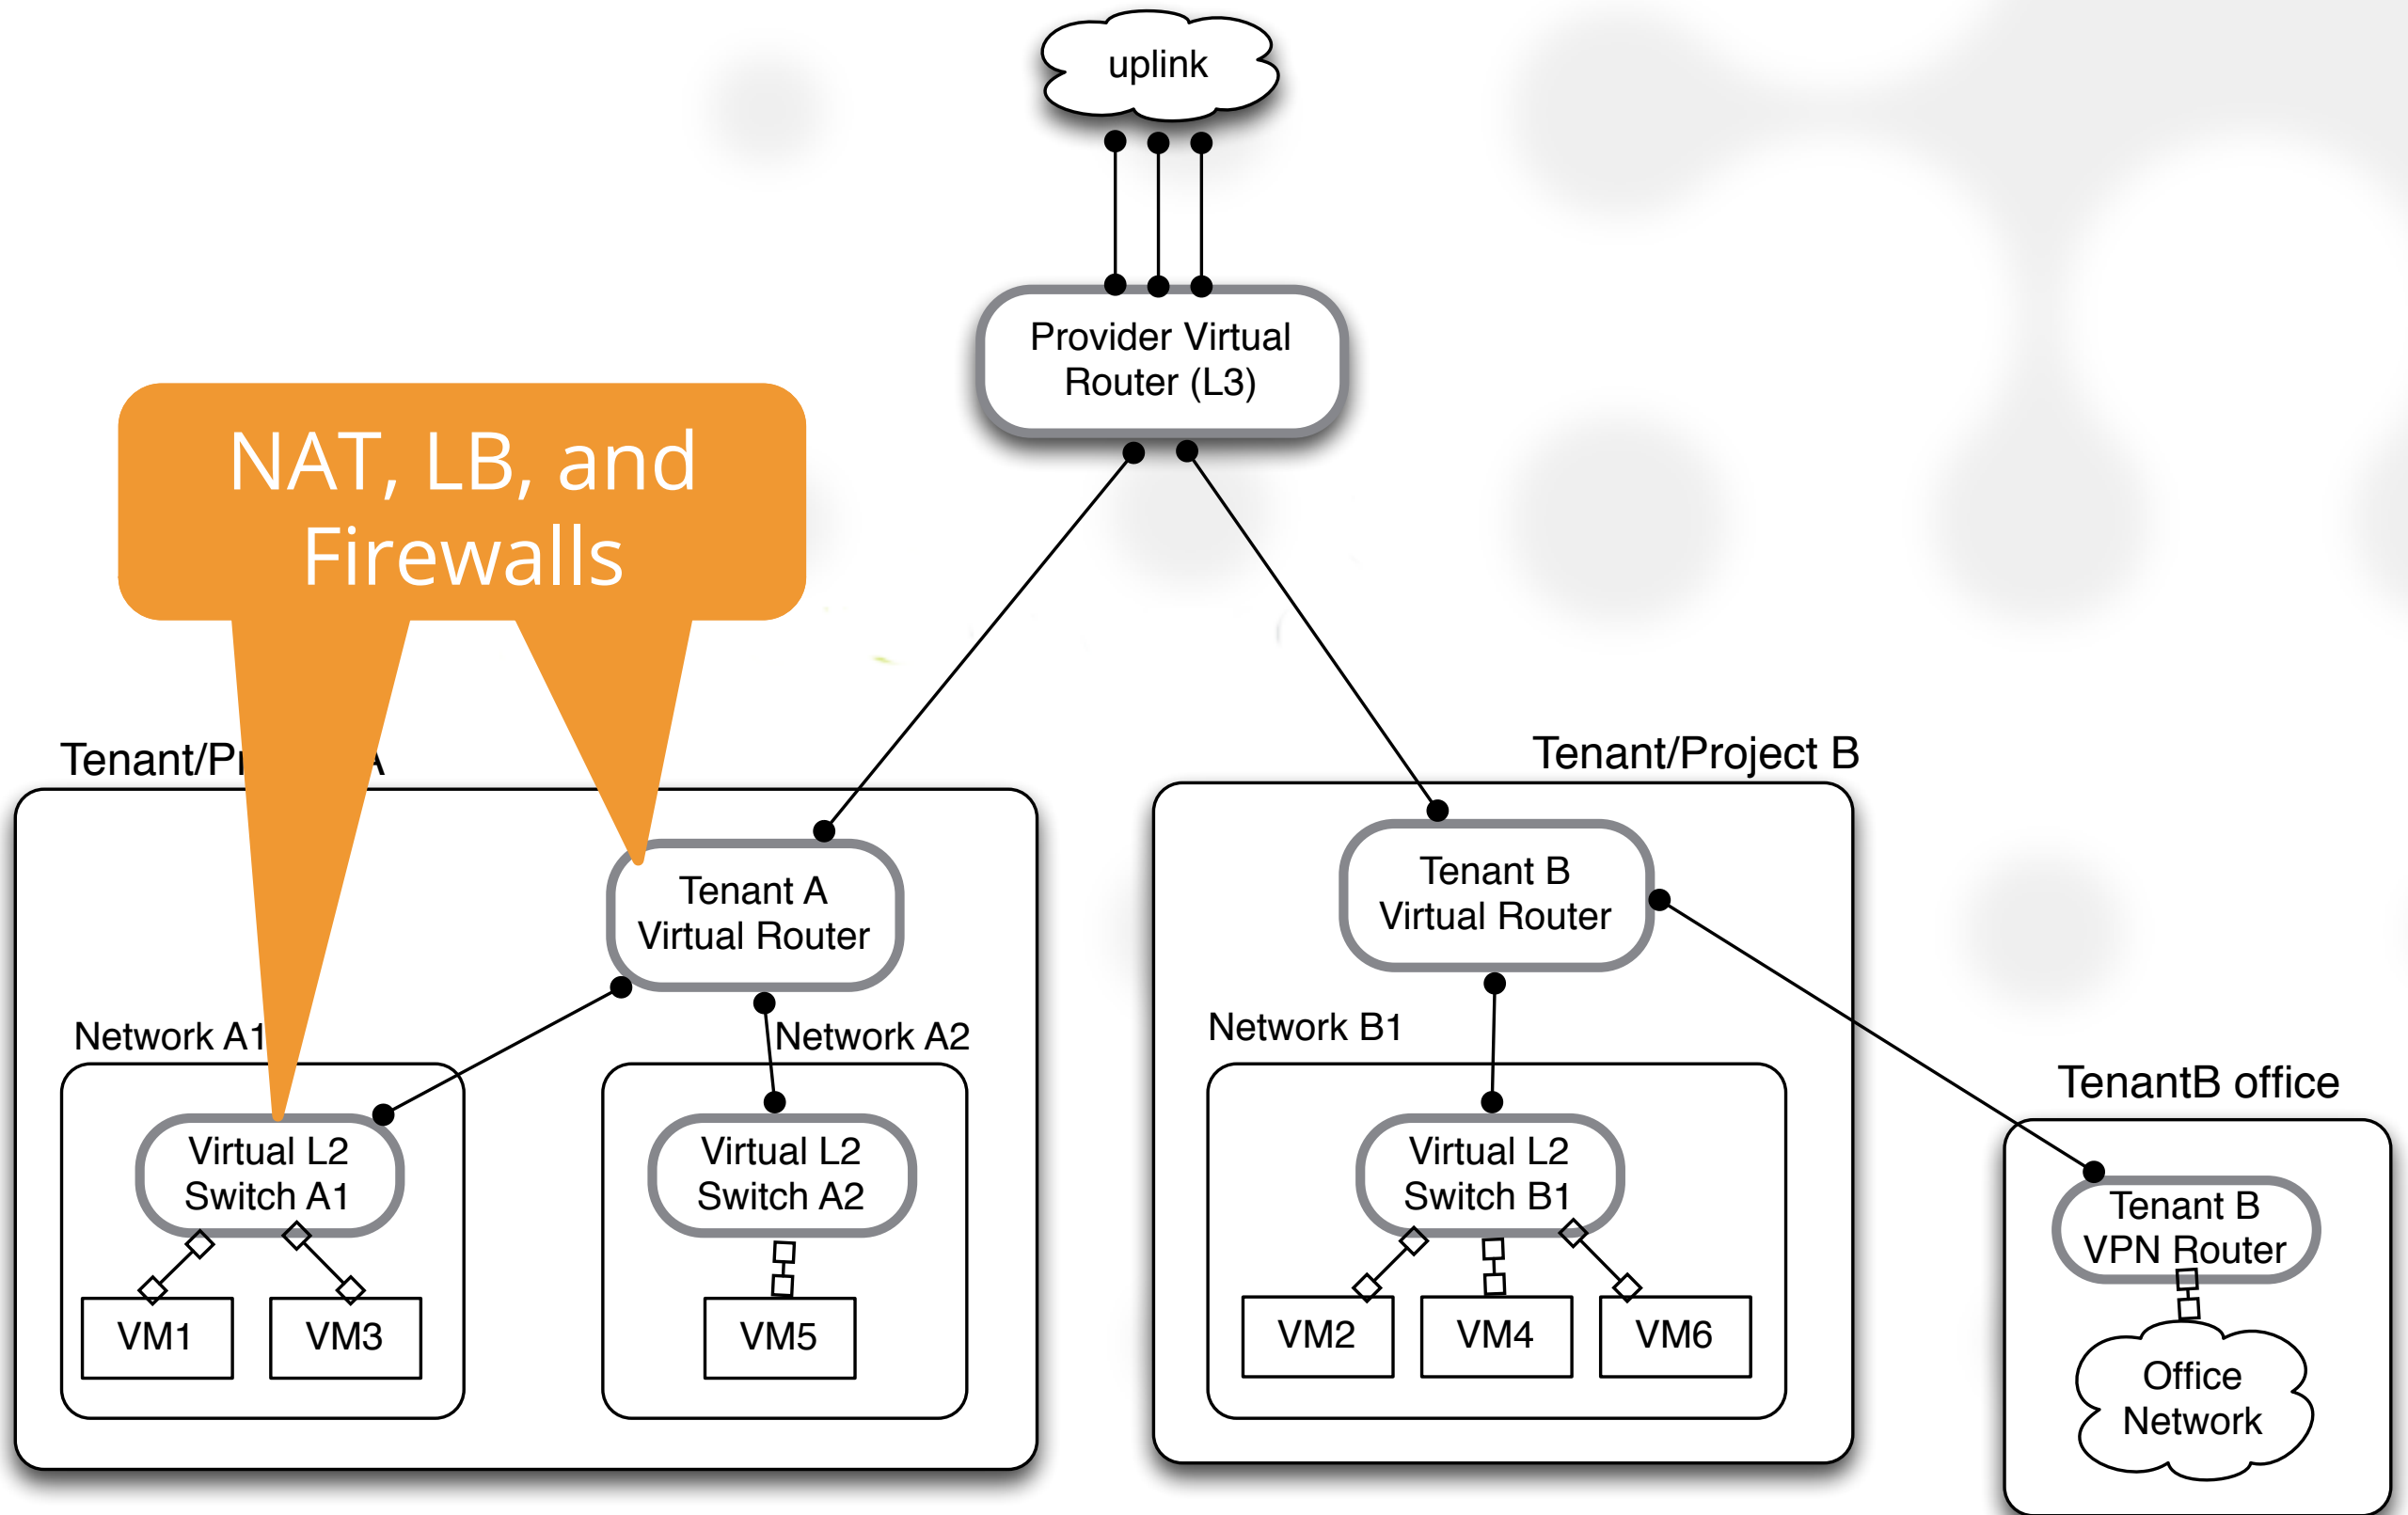 uplink
Provider Virtual
Router (L3)
NAT, LB, and
Firewalls
Tenant/Pr A
Tenant/Project B
Tenant A
Virtual Router
Tenant B
Virtual Router
Network A1
Network A2
Network B1
TenantB office
Virtual L2
Switch A1
Virtual L2
Switch A2
Virtual L2
Switch B1
Tenant B
VPN Router
VM1
VM3
VM5
VM2
VM4
VM6
Office
Network